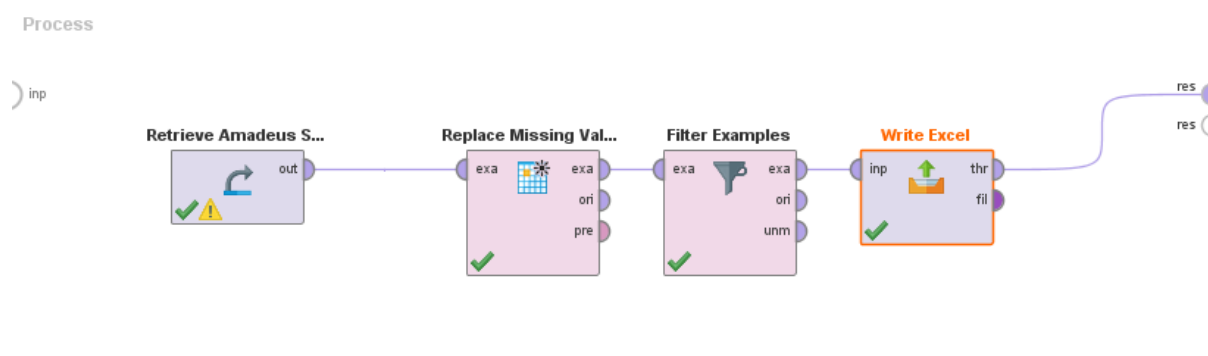 Process
inp
res
res
Retrieve Amadeus S...
out
Replace Missing Val...
exa
exa
ori
pre
Filter Examples
exa
exa
ori
unm
Write Excel
inp
thr
fil